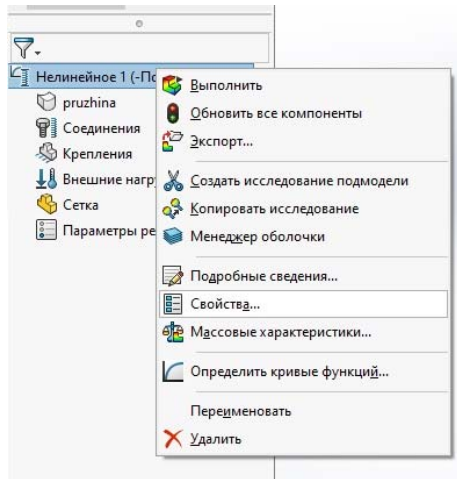 Нелинейное 1 (-По
pruzhina
Соединения
Крепления
Внешние нагр
Сетка
Параметры ре
Выполнить
Обновить все компоненты
Экспорт...
Создать исследование подмодели
Копировать исследование
Менеджер оболочки
Подробные сведения...
Свойства...
Массовые характеристики...
Определить кривые функций...
Переименовать
Удалить